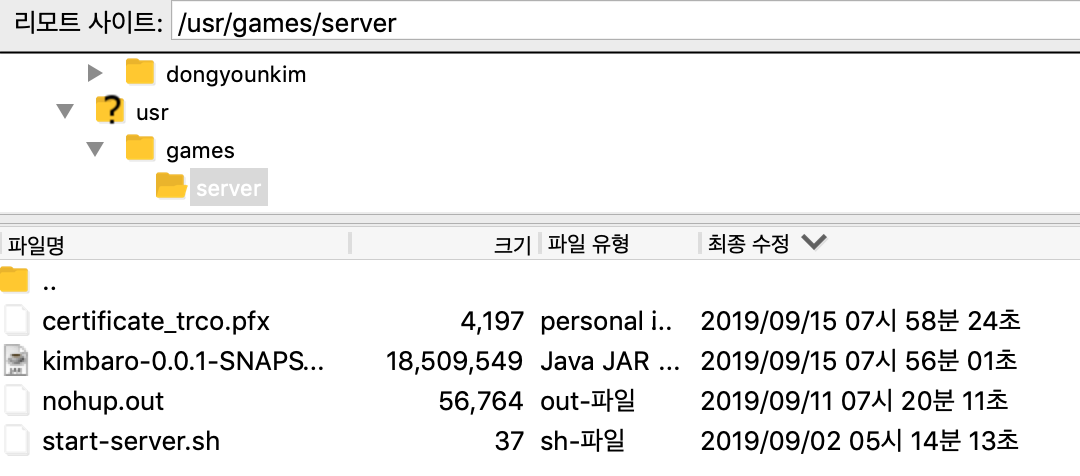 리모트 사이트: /usr/games/server
dongyounkim
usr
games
server
파일명 크기 파일 유형 최종 수정
..
certificate_trco.pfx 4,197 personal i.. 2019/09/15 07시 58분 24초
kimbaro-0.0.1-SNAPS... 18,509,549 Java JAR ... 2019/09/15 07시 56분 01초
nohup.out 56,764 out-파일 2019/09/11 07시 20분 11초
start-server.sh 37 sh-파일 2019/09/02 05시 14분 13초